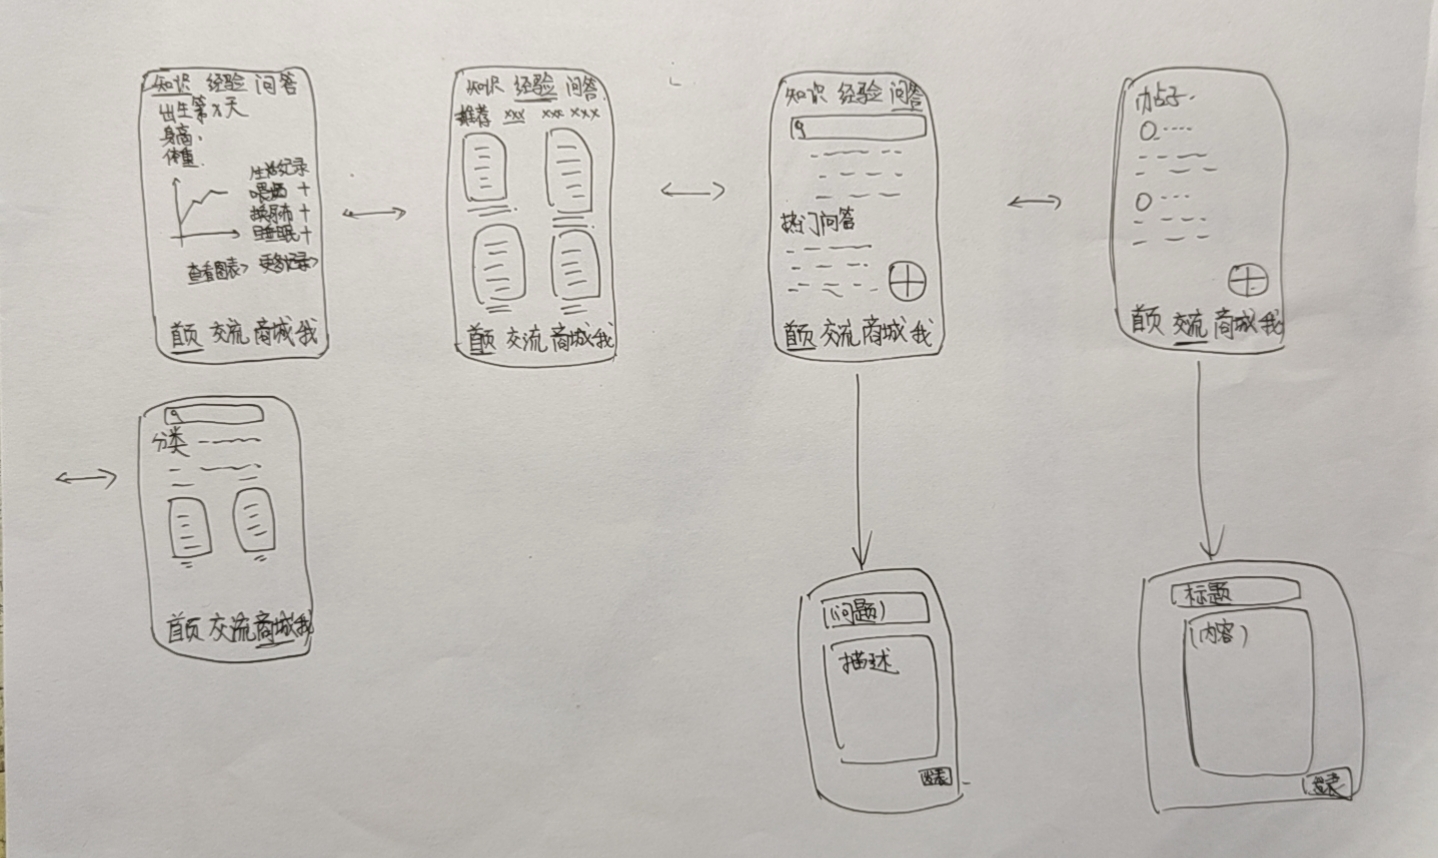 知识 经验 问答
出生第X天
身高:
体重:
生活记录
喂奶 +
换尿布 +
睡眠 +
查看图表>
更多记录>
首页 交流 商城 我
知识 经验 问答
推荐 xxx xxx xxx
首页 交流 商城 我
知识 经验 问答
热门问答
首页 交流 商城 我
帖子
首页 交流 商城 我
分类
首页 交流 商城 我
(问题)
描述
标题
(内容)